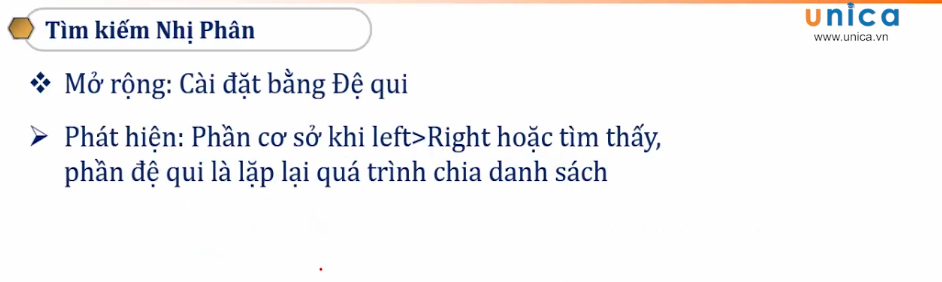 Tìm kiếm Nhị Phân
unica
www.unica.vn
Mở rộng: Cài đặt bằng Đệ qui
Phát hiện: Phần cơ sở khi left>Right hoặc tìm thấy,
phần đệ qui là lặp lại quá trình chia danh sách